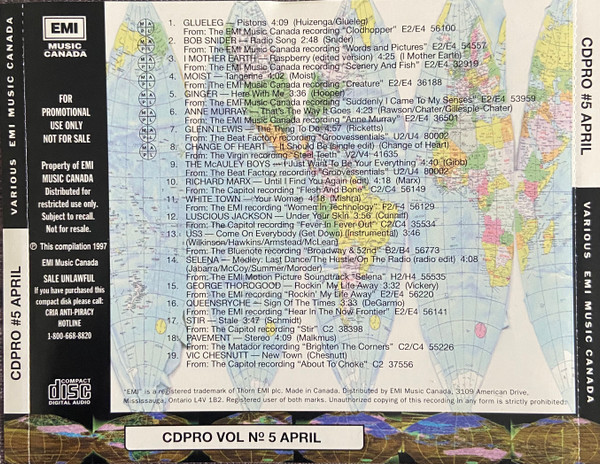 EMI
MUSIC
CANADA
FOR
PROMOTIONAL
USE ONLY
NOT FOR SALE
Property of EMI
MUSIC CANADA
Distributed for
restricted use only.
Subject to recall.
Not for resale.
℗ This compilation 1997
EMI Music Canada
SALE UNLAWFUL
If you have purchased this
compact disk please call:
CRIA ANTI-PIRACY
HOTLINE
1-800-668-8820
COMPACT
disc
DIGITAL AUDIO
CDPRO #5 APRIL
VARIOUS EMI MUSIC CANADA
1. GLUELEG — Pistons 4:09 (Huizenga/Glueleg)
From: The EMI Music Canada recording "Clodhopper" E2/E4 56100
2. BOB SNIDER — Radio Song 2:48 (Snider)
From: The EMI Music Canada recording "Words and Pictures" E2/E4 54557
3. I MOTHER EARTH — Raspberry (edited version) 4:25 (I Mother Earth)
From: The EMI Music Canada recording "Scenery And Fish" E2/E4 32919
4. MOIST — Tangerine 4:02 (Moist)
From: The EMI Music Canada recording "Creature" E2/E4 36188
5. GINGER — Here With Me 3:36 (Hooper)
From: The EMI Music Canada recording "Suddenly I Came To My Senses" E2/E4 53959
6. ANNE MURRAY — That's The Way It Goes 4:23 (Rawson/Chater/Gillespie-Chater)
From: The EMI Music Canada recording "Anne Murray" E2/E4 36501
7. GLENN LEWIS — The Thing To Do 4:57 (Ricketts)
From: The Beat Factory recording "Groovessentials" U2/U4 80002
8. CHANGE OF HEART — It Should Be (single edit) (Change of Heart)
From: The Virgin recording "Steel Teeth" V2/V4 41635
9. THE McAULEY BOYS — I Just Want To Be Your Everything 4:40 (Gibb)
From: The Beat Factory recording "Groovessentials" U2/U4 80002
10. RICHARD MARX — Until I Find You Again (edit) 4:18 (Marx)
From: The Capitol recording "Flesh And Bone" C2/C4 56149
11. WHITE TOWN — Your Woman 4:18 (Mishra)
From: The EMI recording "Women In Technology" F2/F4 56129
12. LUSCIOUS JACKSON — Under Your Skin 3:56 (Cunniff)
From: The Capitol recording "Fever In Fever Out" C2/C4 35534
13. US3 — Come On Everybody (Get Down) (Instrumental) 3:46
(Wilkinson/Hawkins/Armstead/McLean)
From: The Bluenote recording "Broadway & 52nd" B2/B4 56773
14. SELENA — Medley: Last Dance/The Hustle/On The Radio (radio edit) 4:08
(Jabarra/McCoy/Summer/Moroder)
From: The EMI Motion Picture Soundtrack "Selena" H2/H4 55535
15. GEORGE THOROGOOD — Rockin' My Life Away 3:32 (Vickery)
From: The EMI recording "Rockin' My Life Away" E2/E4 56220
16. QUEENSRYCHE — Sign Of The Times 3:33 (DeGarmo)
From: The EMI recording "Hear In The Now Frontier" E2/E4 56141
17. STIR — Stale 3:47 (Schmidt)
From: The Capitol recording "Stir" C2 38398
18. PAVEMENT — Stereo 4:09 (Malkmus)
From: The Matador recording "Brighten The Corners" C2/C4 55226
19. VIC CHESNUTT — New Town (Chesnutt)
From: The Capitol recording "About To Choke" C2 37556
"EMI" is a registered trademark of Thorn EMI plc. Made in Canada. Distributed by EMI Music Canada, 3109 American Drive,
Mississauga, Ontario L4V 1B2. Registered user of both marks. Unauthorized copying of this recording in any form is strictly prohibited.
CDPRO VOL Nº 5 APRIL
CDPRO #5 APRIL
VARIOUS EMI MUSIC CANADA